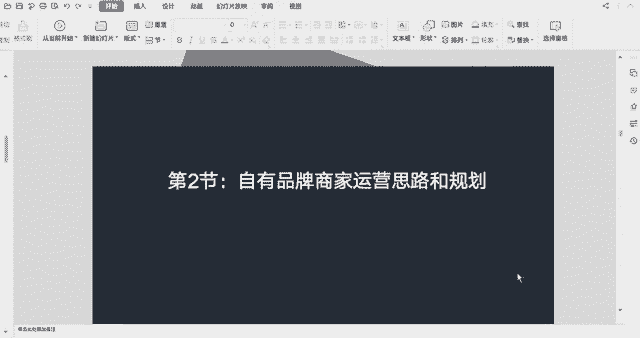 开始 插入 设计 动画 幻灯片放映 审阅 视图
重置 0 图片 填充 查找
格式刷 从当前开始 新建幻灯片 版式 节 B I U A 文本框 形状 排列 轮廓 替换 选择窗格
第2节：自有品牌商家运营思路和规划
单击此处添加备注